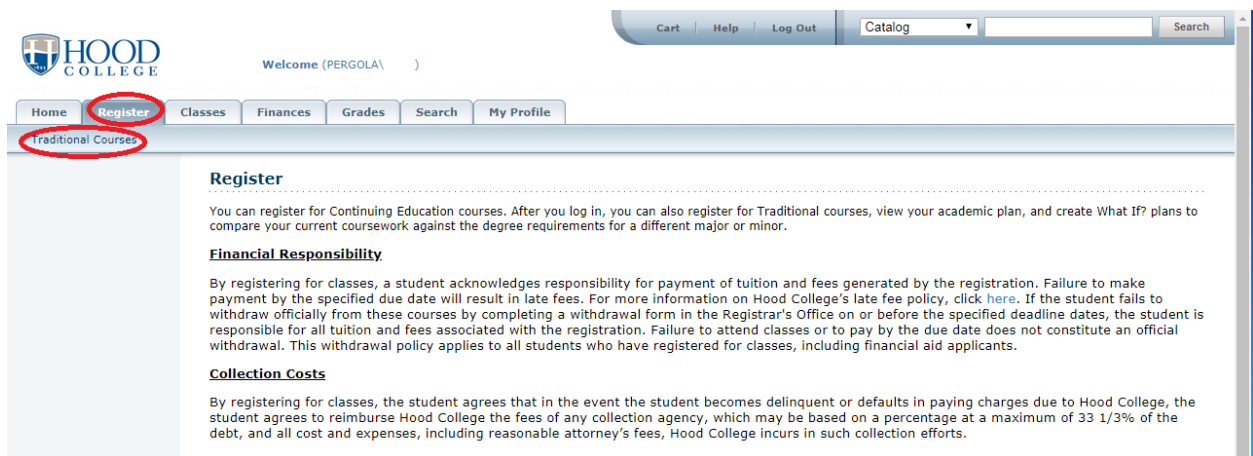 Cart | Help | Log Out Catalog Search
HOOD
COLLEGE
Welcome (PERGOLA\ )
Home Register Classes Finances Grades Search My Profile
Traditional Courses
Register
You can register for Continuing Education courses. After you log in, you can also register for Traditional courses, view your academic plan, and create What If? plans to
compare your current coursework against the degree requirements for a different major or minor.
Financial Responsibility
By registering for classes, a student acknowledges responsibility for payment of tuition and fees generated by the registration. Failure to make
payment by the specified due date will result in late fees. For more information on Hood College's late fee policy, click here. If the student fails to
withdraw officially from these courses by completing a withdrawal form in the Registrar's Office on or before the specified deadline dates, the student is
responsible for all tuition and fees associated with the registration. Failure to attend classes or to pay by the due date does not constitute an official
withdrawal. This withdrawal policy applies to all students who have registered for classes, including financial aid applicants.
Collection Costs
By registering for classes, the student agrees that in the event the student becomes delinquent or defaults in paying charges due to Hood College, the
student agrees to reimburse Hood College the fees of any collection agency, which may be based on a percentage at a maximum of 33 1/3% of the
debt, and all cost and expenses, including reasonable attorney's fees, Hood College incurs in such collection efforts.